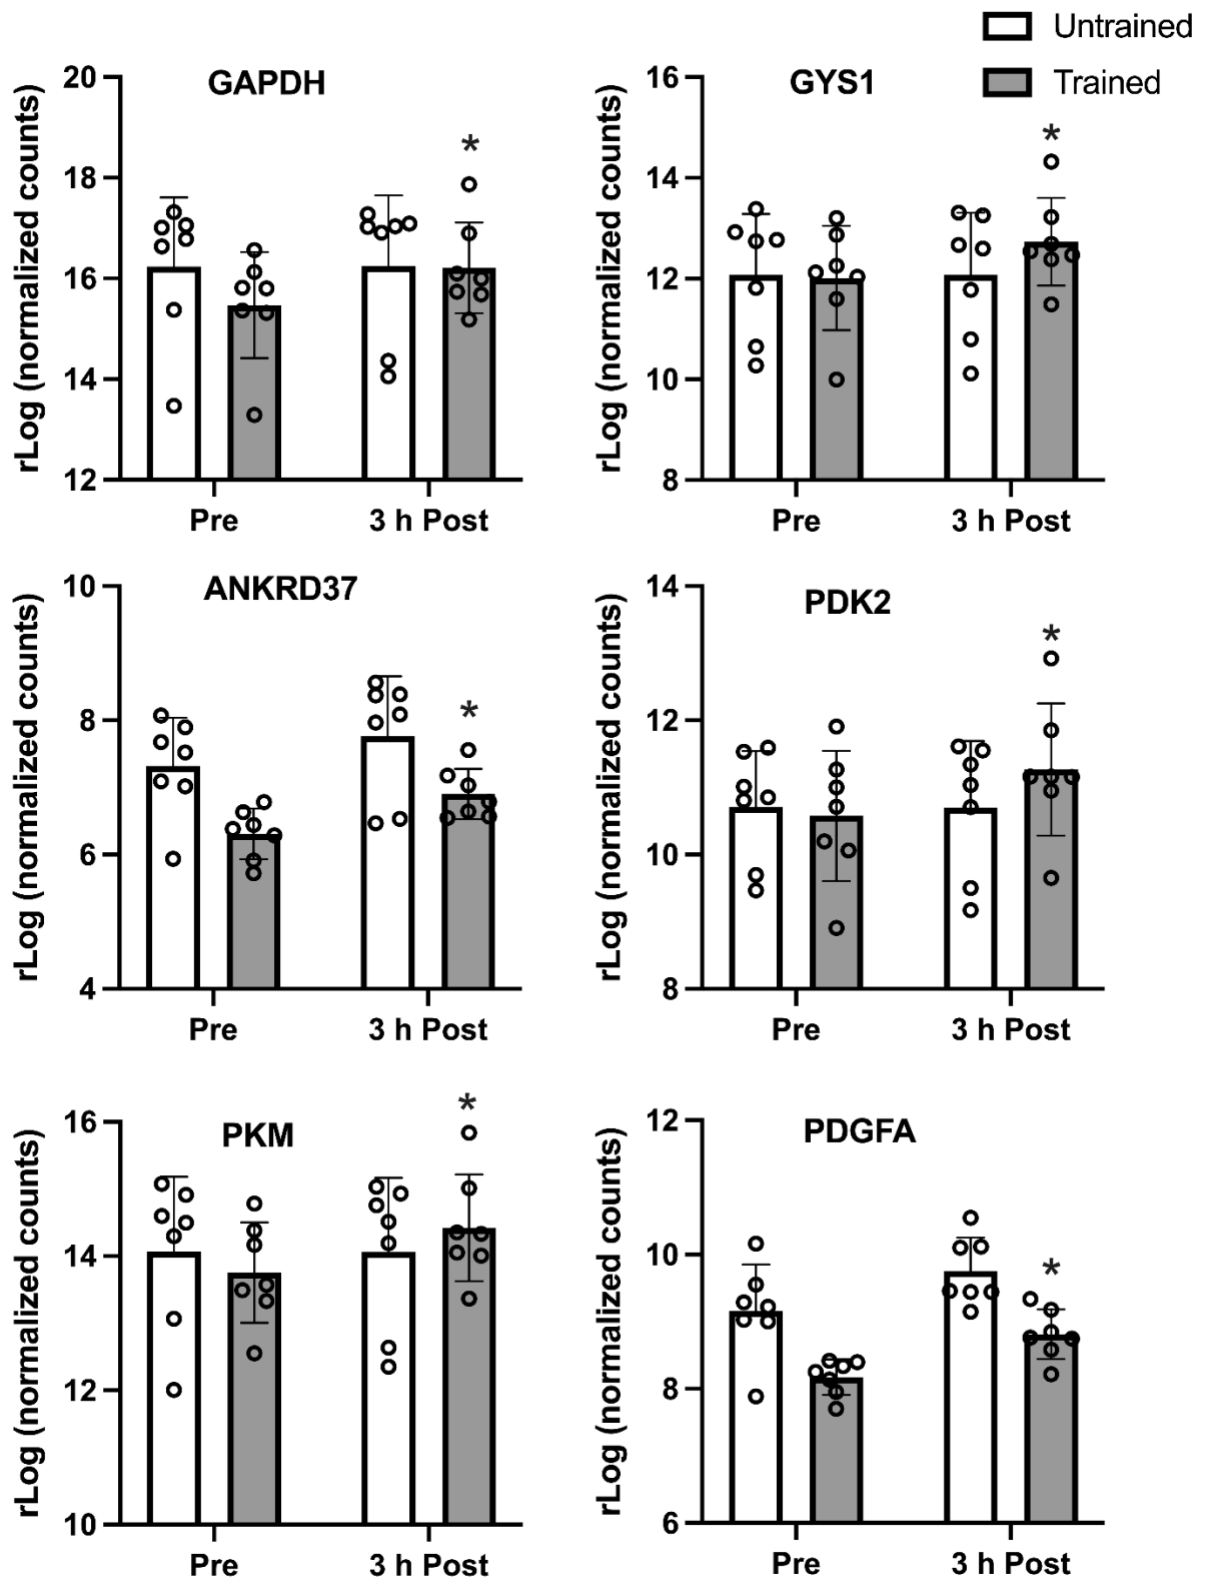 Untrained
Trained
GAPDH
rLog (normalized counts)
20
18
16
14
12
*
Pre
3 h Post
GYS1
rLog (normalized counts)
16
14
12
10
8
*
Pre
3 h Post
ANKRD37
rLog (normalized counts)
10
8
6
4
*
Pre
3 h Post
PDK2
rLog (normalized counts)
14
12
10
8
*
Pre
3 h Post
PKM
rLog (normalized counts)
16
14
12
10
*
Pre
3 h Post
PDGFA
rLog (normalized counts)
12
10
8
6
*
Pre
3 h Post